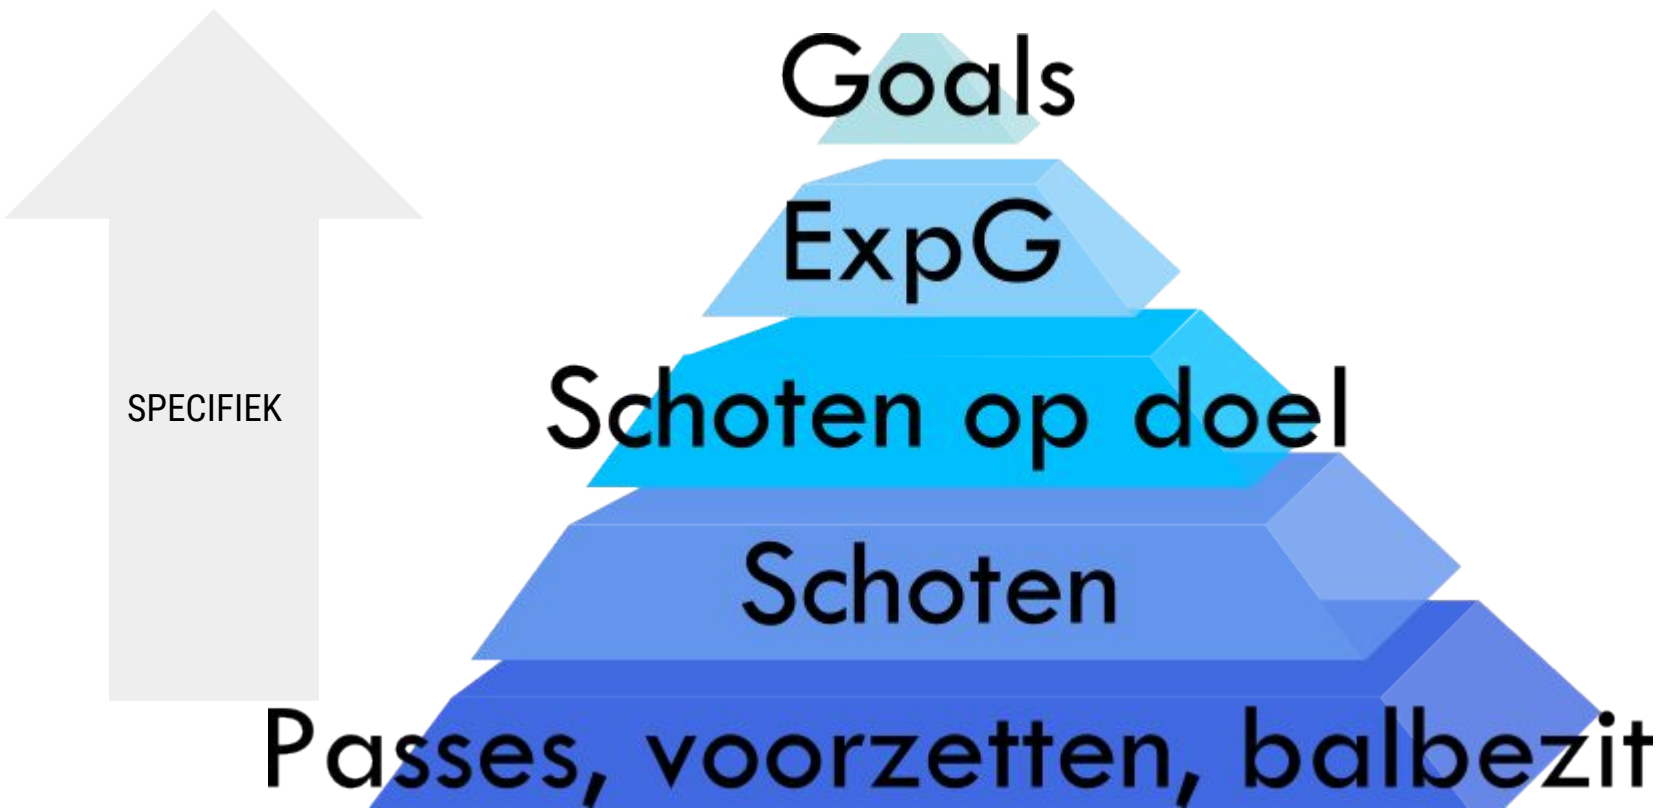 Goals
ExpG
SPECIFIEK
Schoten op doel
Schoten
Passes, voorzetten, balbezit